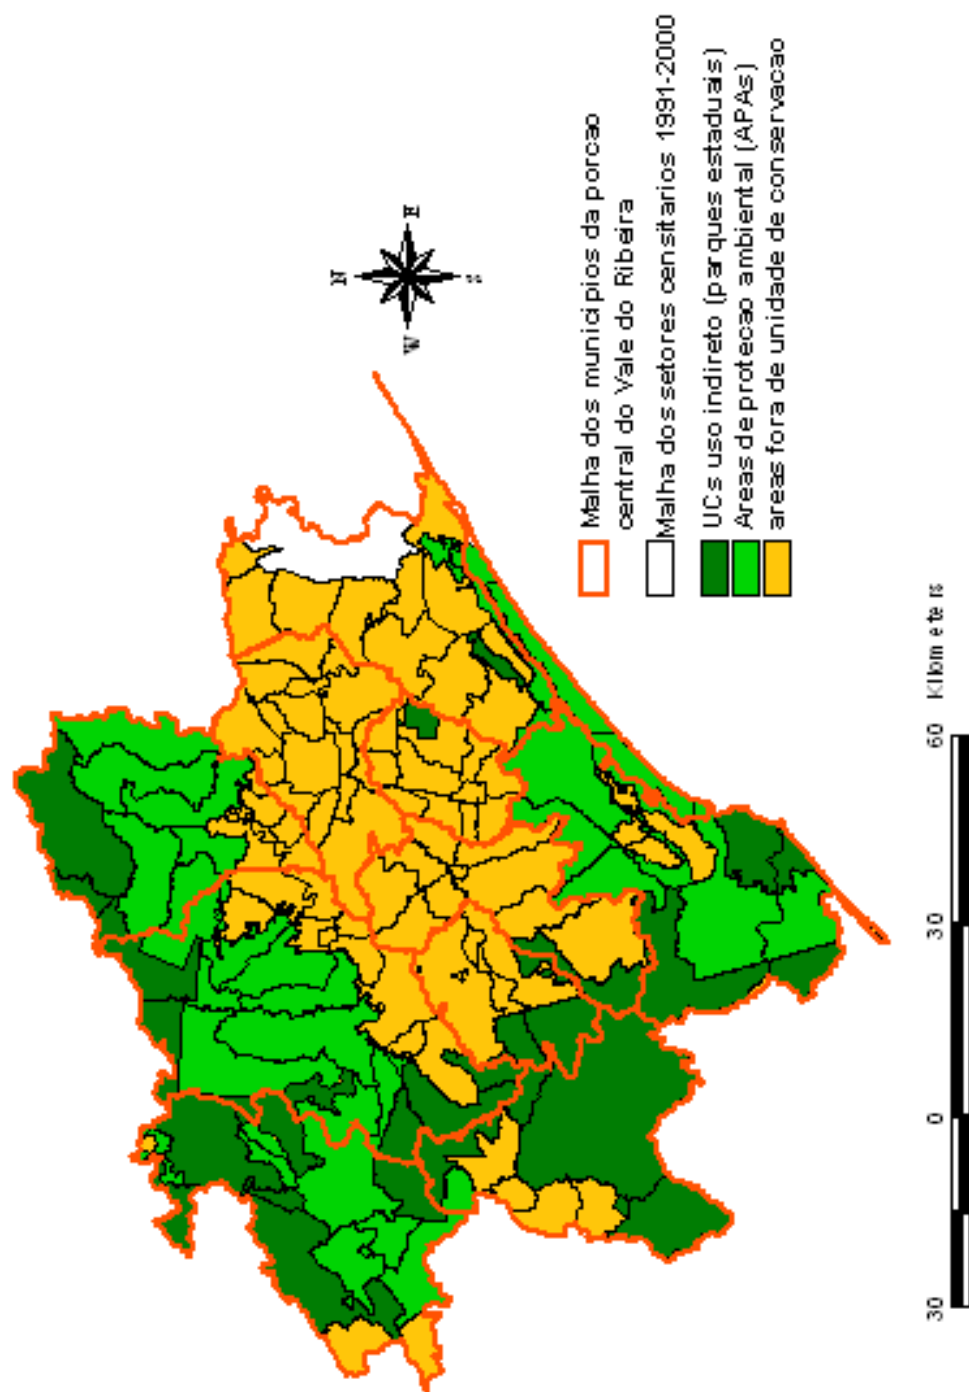 N
W
E
S
Malha dos municipios da porcao
central do Vale do Ribeira
Malha dos setores censitarios 1991-2000
UCs uso indireto (parques estaduais)
Areas de protecao ambiental (APAs)
areas fora de unidade de conservacao
30 0 30 60 Kilometers